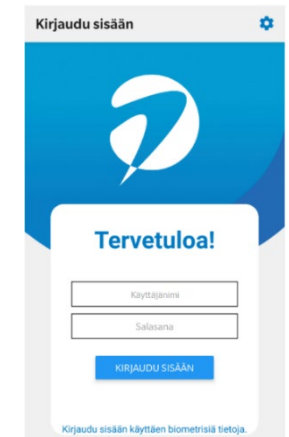 Kirjaudu sisään
Tervetuloa!
Käyttäjänimi
Salasana
KIRJAUDU SISÄÄN
Kirjaudu sisään käyttäen biometrisiä tietoja.